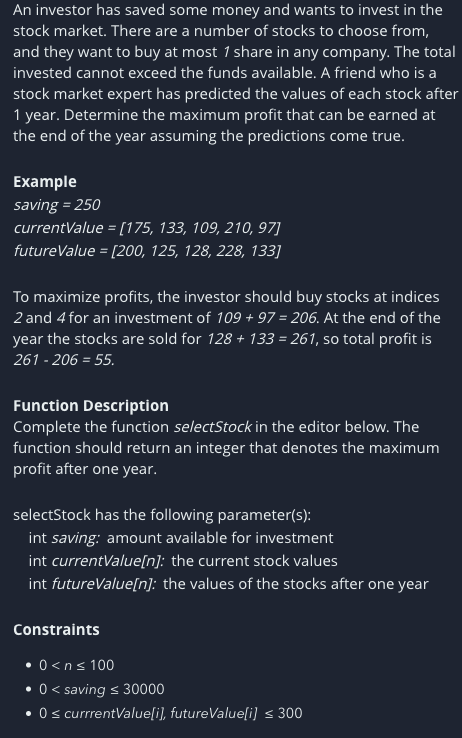 An investor has saved some money and wants to invest in the
stock market. There are a number of stocks to choose from,
and they want to buy at most 1 share in any company. The total
invested cannot exceed the funds available. A friend who is a
stock market expert has predicted the values of each stock after
1 year. Determine the maximum profit that can be earned at
the end of the year assuming the predictions come true.
Example
saving = 250
currentValue = [175, 133, 109, 210, 97]
futureValue = [200, 125, 128, 228, 133]
To maximize profits, the investor should buy stocks at indices
2 and 4 for an investment of 109 + 97 = 206. At the end of the
year the stocks are sold for 128 + 133 = 261, so total profit is
261 - 206 = 55.
Function Description
Complete the function selectStock in the editor below. The
function should return an integer that denotes the maximum
profit after one year.
selectStock has the following parameter(s):
int saving: amount available for investment
int currentValue[n]: the current stock values
int futureValue[n]: the values of the stocks after one year
Constraints
• 0 < n ≤ 100
• 0 < saving ≤ 30000
• 0 ≤ currrentValue[i], futureValue[i] ≤ 300